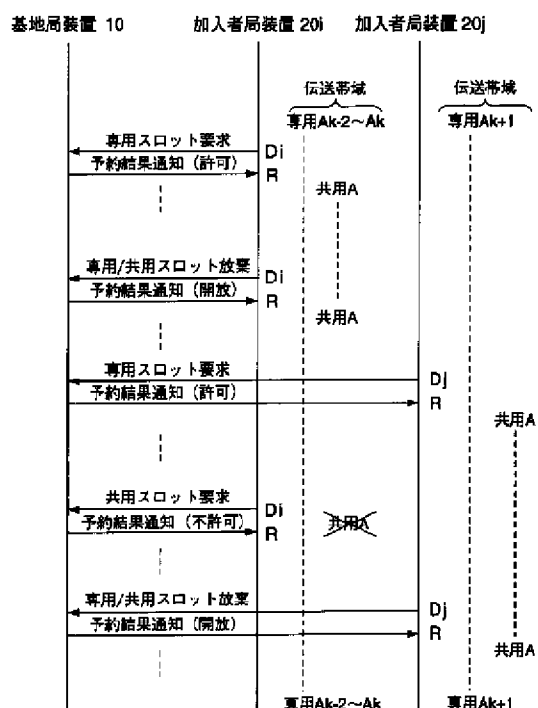 基地局装置 10 加入者局装置 20i 加入者局装置 20j
伝送帯域 伝送帯域
専用Ak-2～Ak 専用Ak+1
専用スロット要求 Di
予約結果通知（許可） R
共用A
専用/共用スロット放棄 Di
予約結果通知（開放） R
共用A
専用スロット要求 Dj
予約結果通知（許可） R
共用A
共用スロット要求 Di
予約結果通知（不許可） R 共用A
専用/共用スロット放棄 Dj
予約結果通知（開放） R
共用A
専用Ak-2～Ak 専用Ak+1